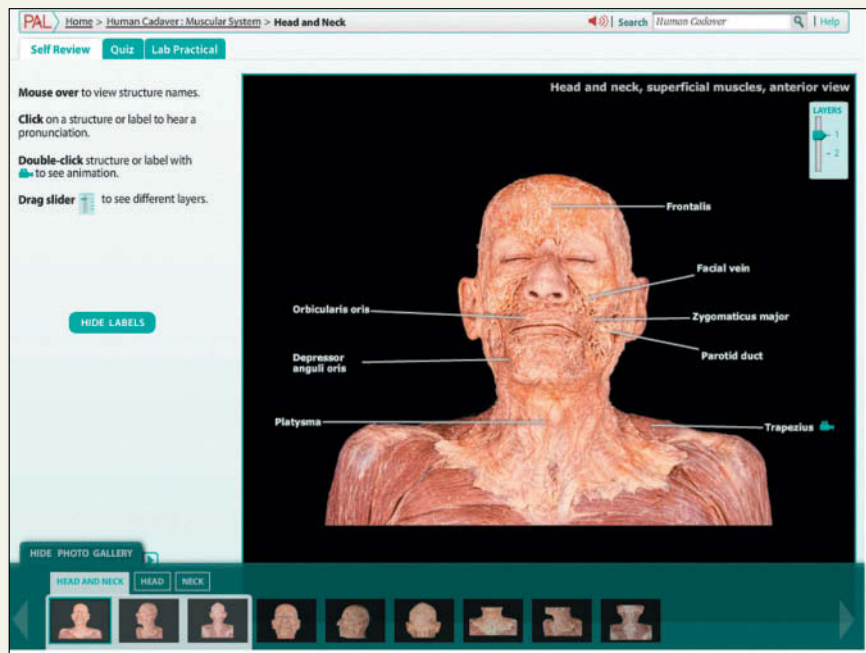 PAL Home > Human Cadaver : Muscular System > Head and Neck
Search Human Cadaver Help
Self Review Quiz Lab Practical
Mouse over to view structure names.
Click on a structure or label to hear a
pronunciation.
Double-click structure or label with
to see animation.
Drag slider to see different layers.
HIDE LABELS
Head and neck, superficial muscles, anterior view
LAYERS
1
2
Frontalis
Facial vein
Orbicularis oris
Zygomaticus major
Parotid duct
Depressor
anguli oris
Platysma
Trapezius
HIDE PHOTO GALLERY
HEAD AND NECK HEAD NECK